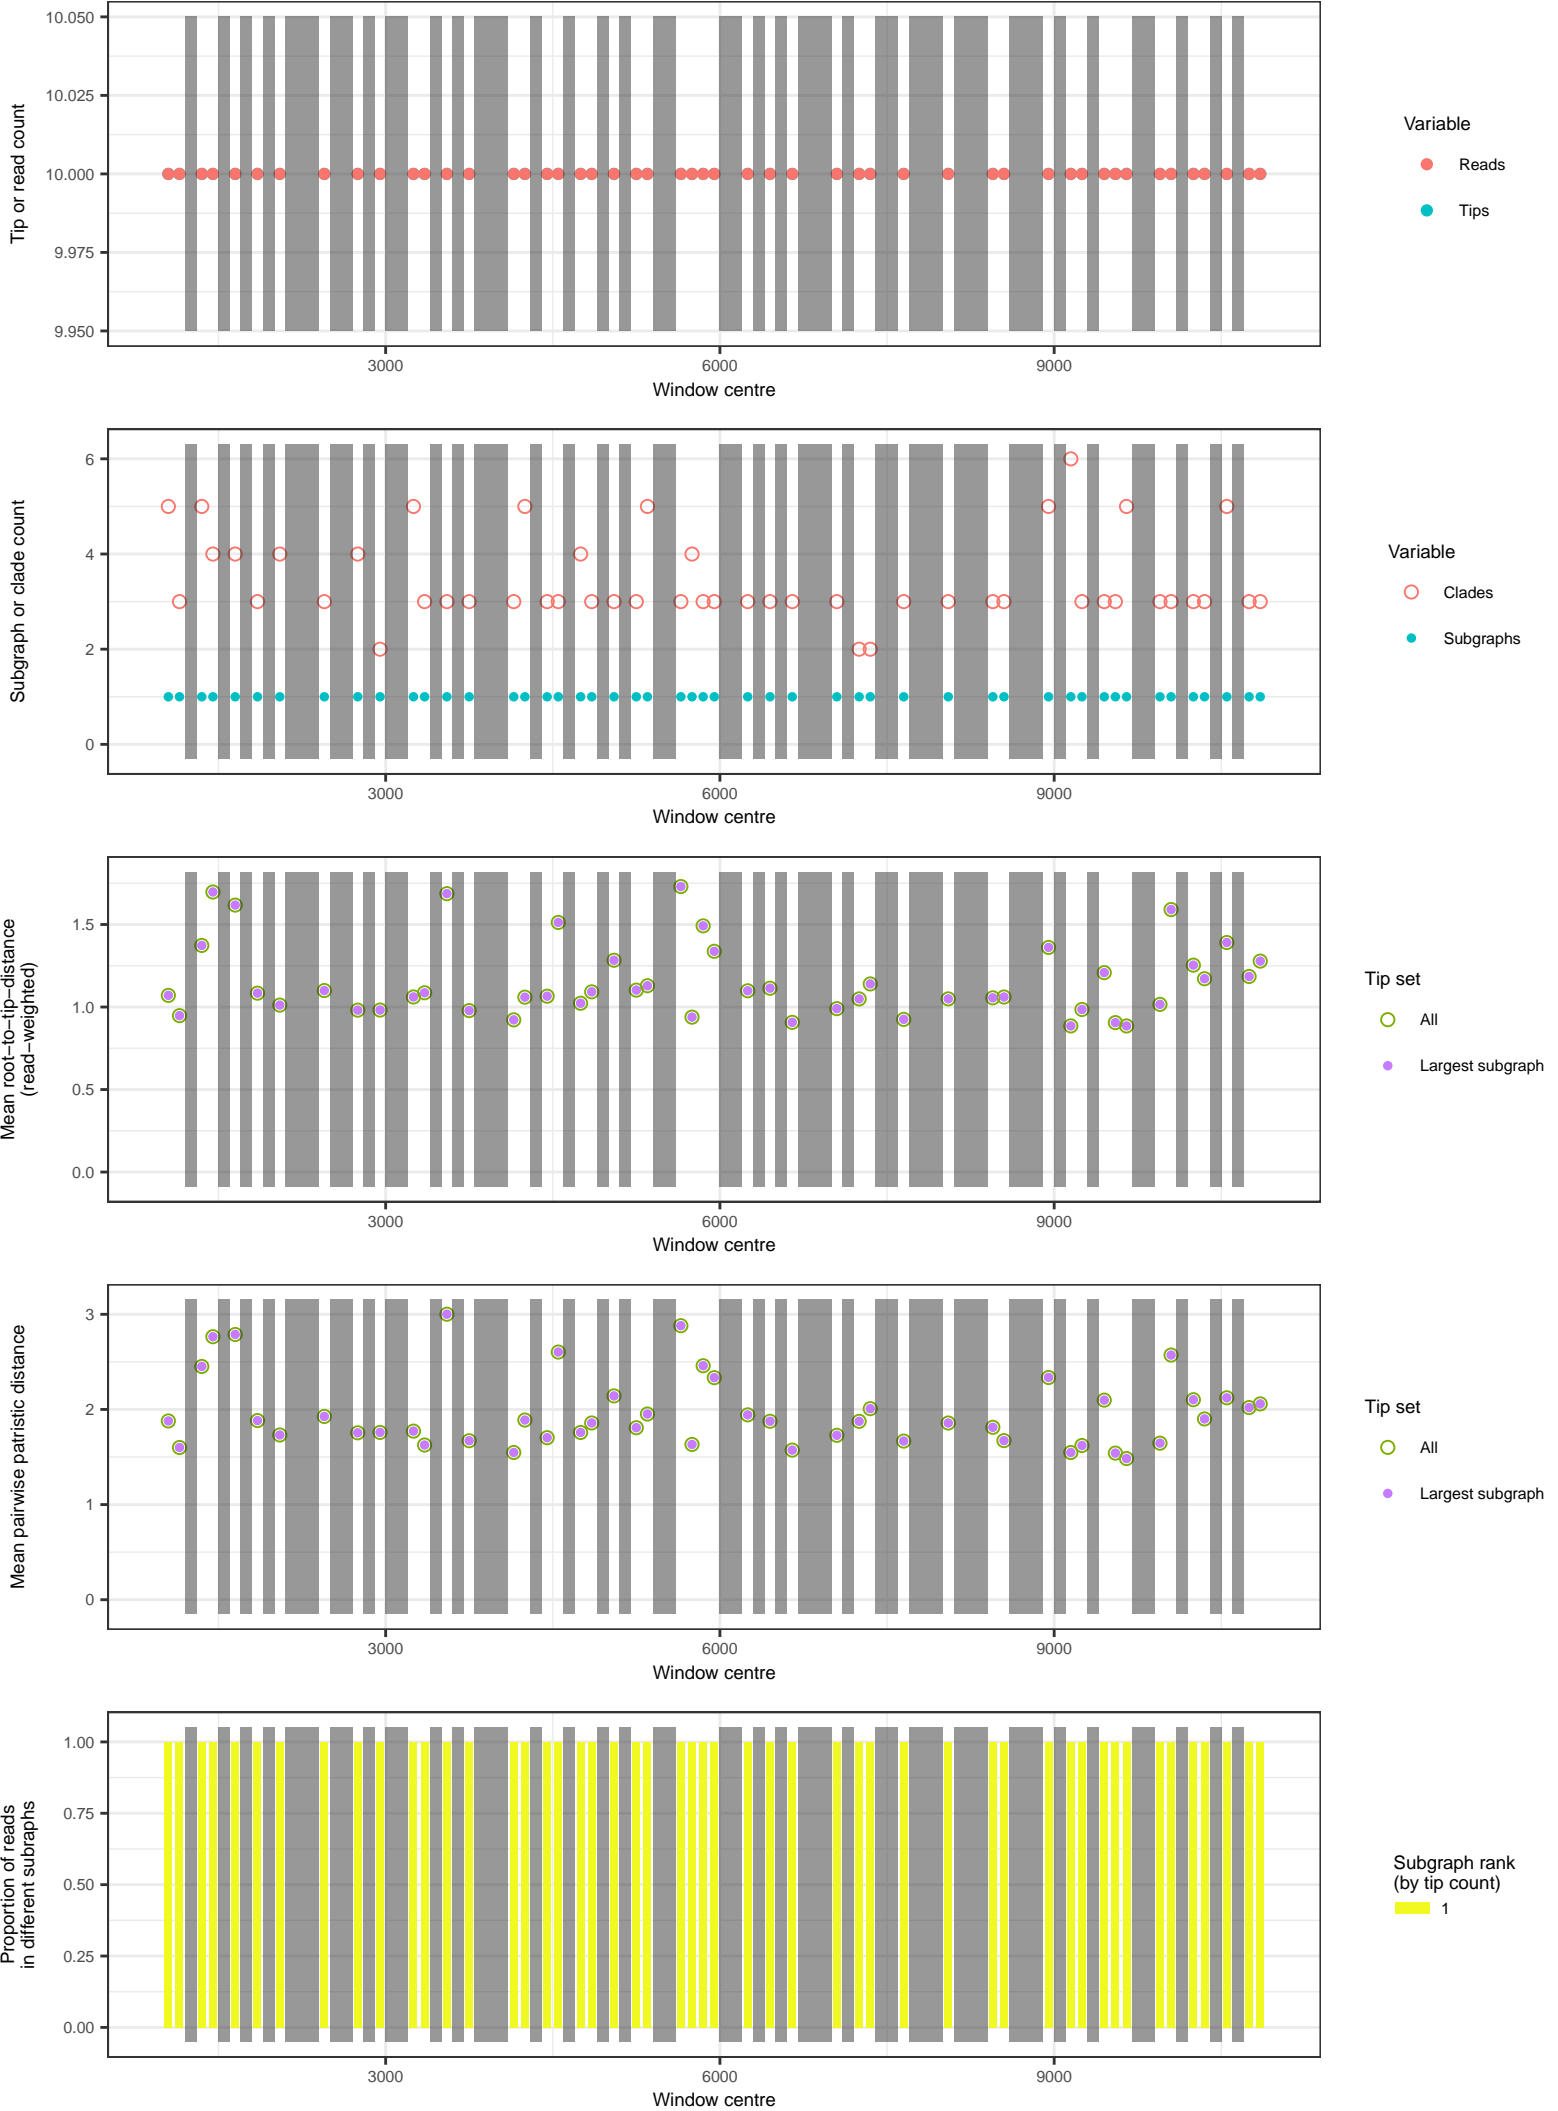 10.050
10.025
10.000
9.975
9.950
Tip or read count
3000
6000
9000
Window centre
Variable
Reads
Tips
6
4
2
0
Subgraph or clade count
3000
6000
9000
Window centre
Variable
Clades
Subgraphs
1.5
1.0
0.5
0.0
Mean root−to−tip−distance
(read−weighted)
3000
6000
9000
Window centre
Tip set
All
Largest subgraph
3
2
1
0
Mean pairwise patristic distance
3000
6000
9000
Window centre
Tip set
All
Largest subgraph
1.00
0.75
0.50
0.25
0.00
Proportion of reads
in different subraphs
3000
6000
9000
Window centre
Subgraph rank
(by tip count)
1